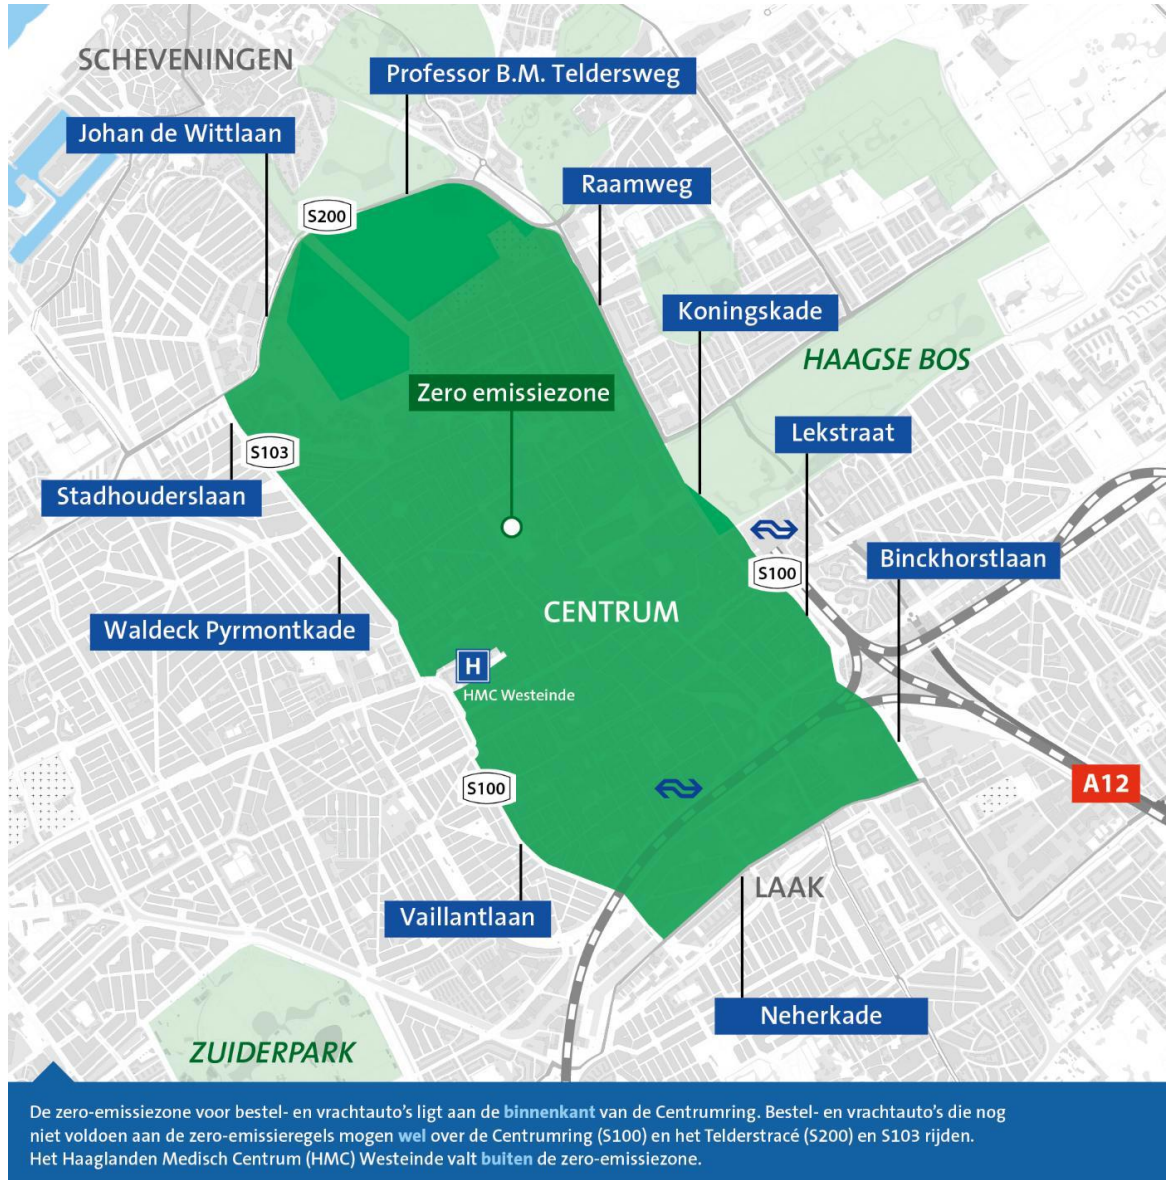 SCHEVENINGEN
Professor B.M. Teldersweg
Johan de Wittlaan
Raamweg
S200
Koningskade
HAAGSE BOS
Zero emissiezone
Lekstraat
S103
Stadhouderslaan
Binckhorstlaan
S100
CENTRUM
Waldeck Pyrmontkade
H
HMC Westeinde
A12
S100
LAAK
Vaillantlaan
Neherkade
ZUIDERPARK
De zero-emissiezone voor bestel- en vrachtauto's ligt aan de binnenkant van de Centrumring. Bestel- en vrachtauto's die nog
niet voldoen aan de zero-emissieregels mogen wel over de Centrumring (S100) en het Telderstracé (S200) en S103 rijden.
Het Haaglanden Medisch Centrum (HMC) Westeinde valt buiten de zero-emissiezone.